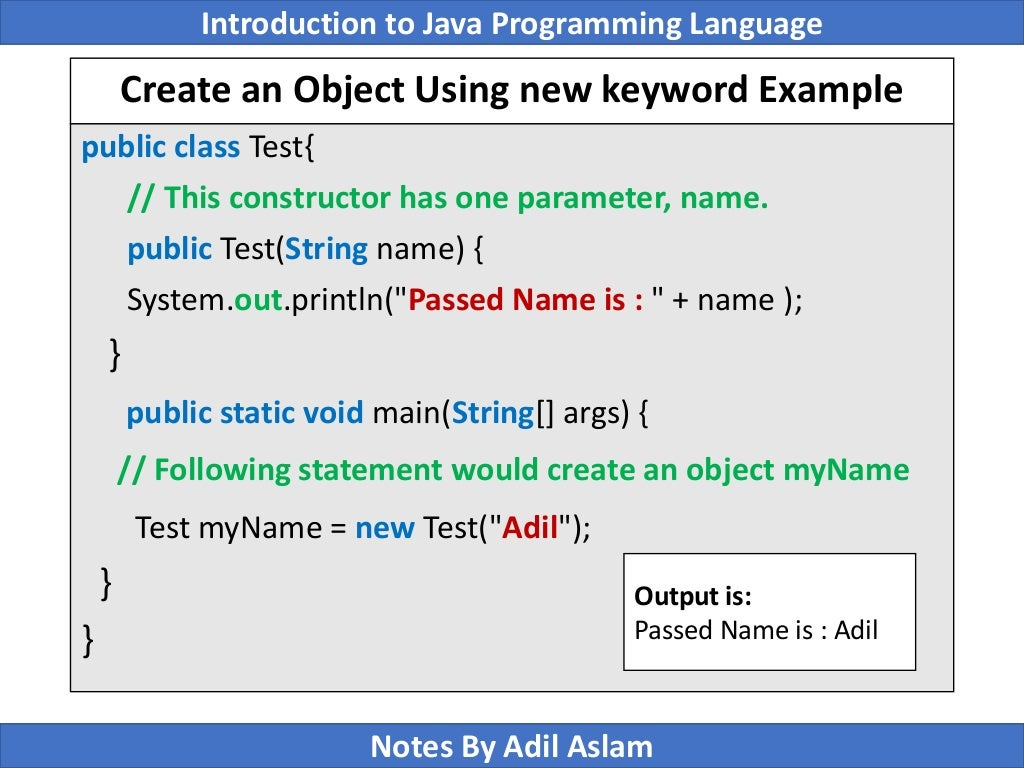 Introduction to Java Programming Language
Create an Object Using new keyword Example
public class Test{
// This constructor has one parameter, name.
public Test(String name) {
System.out.println("Passed Name is : " + name );
}
public static void main(String[] args) {
// Following statement would create an object myName
Test myName = new Test("Adil");
}
}
Output is:
Passed Name is : Adil
Notes By Adil Aslam